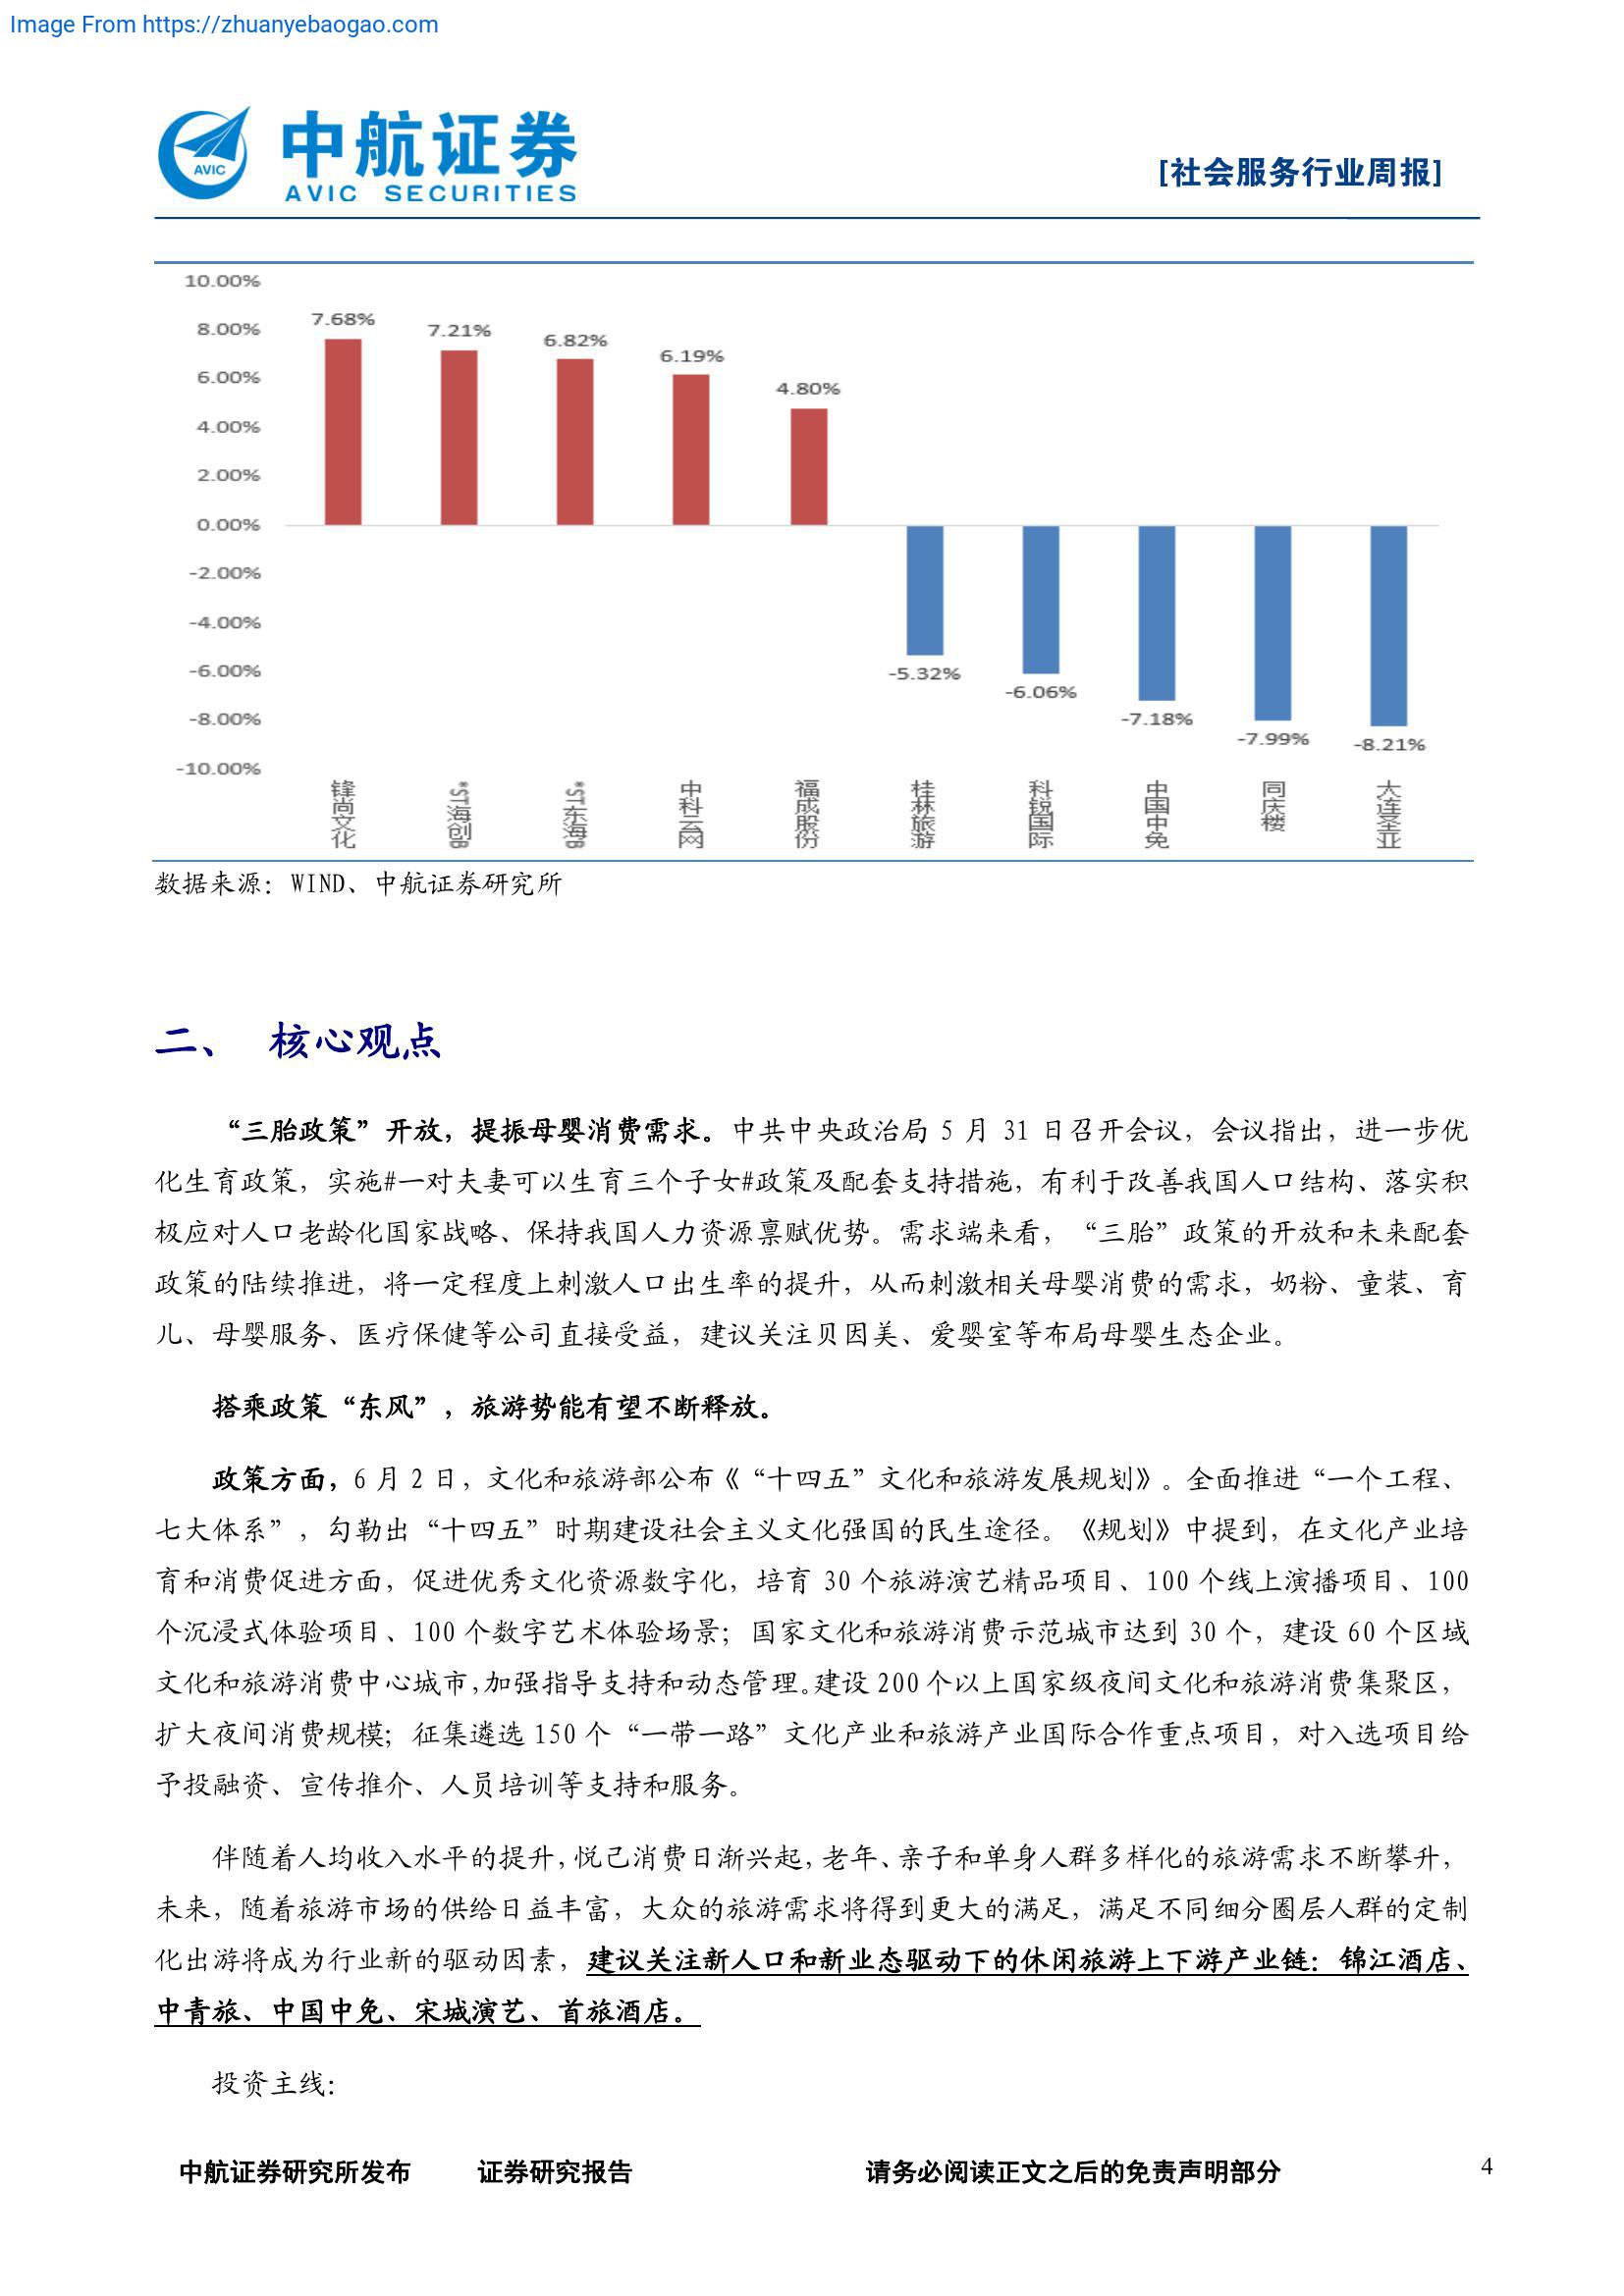 Image From https://zhuanyebaogao.com
中航证券
AVIC SECURITIES
AVIC
[社会服务行业周报]
10.00%
8.00%
6.00%
4.00%
2.00%
0.00%
-2.00%
-4.00%
-6.00%
-8.00%
-10.00%
7.68%
7.21%
6.82%
6.19%
4.80%
-5.32%
-6.06%
-7.18%
-7.99%
-8.21%
锋尚文化
*ST海创B
*ST东海B
中科云网
福成股份
桂林旅游
科锐国际
中国中免
同庆楼
大连圣亚
数据来源：WIND、中航证券研究所
二、 核心观点
“三胎政策”开放，提振母婴消费需求。中共中央政治局 5 月 31 日召开会议，会议指出，进一步优
化生育政策，实施#一对夫妻可以生育三个子女#政策及配套支持措施，有利于改善我国人口结构、落实积
极应对人口老龄化国家战略、保持我国人力资源禀赋优势。需求端来看，“三胎”政策的开放和未来配套
政策的陆续推进，将一定程度上刺激人口出生率的提升，从而刺激相关母婴消费的需求，奶粉、童装、育
儿、母婴服务、医疗保健等公司直接受益，建议关注贝因美、爱婴室等布局母婴生态企业。
搭乘政策“东风”，旅游势能有望不断释放。
政策方面，6 月 2 日，文化和旅游部公布《“十四五”文化和旅游发展规划》。全面推进“一个工程、
七大体系”，勾勒出“十四五”时期建设社会主义文化强国的民生途径。《规划》中提到，在文化产业培
育和消费促进方面，促进优秀文化资源数字化，培育 30 个旅游演艺精品项目、100 个线上演播项目、100
个沉浸式体验项目、100 个数字艺术体验场景；国家文化和旅游消费示范城市达到 30 个，建设 60 个区域
文化和旅游消费中心城市,加强指导支持和动态管理。建设 200 个以上国家级夜间文化和旅游消费集聚区，
扩大夜间消费规模；征集遴选 150 个“一带一路”文化产业和旅游产业国际合作重点项目，对入选项目给
予投融资、宣传推介、人员培训等支持和服务。
伴随着人均收入水平的提升,悦己消费日渐兴起,老年、亲子和单身人群多样化的旅游需求不断攀升，
未来，随着旅游市场的供给日益丰富，大众的旅游需求将得到更大的满足，满足不同细分圈层人群的定制
化出游将成为行业新的驱动因素，建议关注新人口和新业态驱动下的休闲旅游上下游产业链：锦江酒店、
中青旅、中国中免、宋城演艺、首旅酒店。
投资主线：
中航证券研究所发布 证券研究报告 请务必阅读正文之后的免责声明部分 4